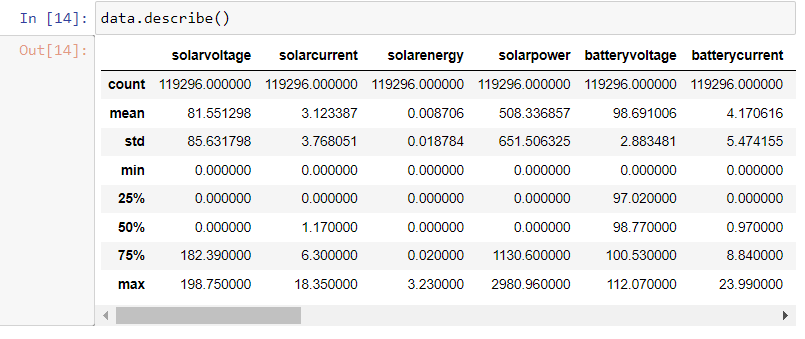 In [14]: data.describe()
Out[14]:
solarvoltage solarcurrent solarenergy solarpower batteryvoltage batterycurrent
count 119296.000000 119296.000000 119296.000000 119296.000000 119296.000000 119296.000000
mean 81.551298 3.123387 0.008706 508.336857 98.691006 4.170616
std 85.631798 3.768051 0.018784 651.506325 2.883481 5.474155
min 0.000000 0.000000 0.000000 0.000000 0.000000 0.000000
25% 0.000000 0.000000 0.000000 0.000000 97.020000 0.000000
50% 0.000000 1.170000 0.000000 0.000000 98.770000 0.970000
75% 182.390000 6.300000 0.020000 1130.600000 100.530000 8.840000
max 198.750000 18.350000 3.230000 2980.960000 112.070000 23.990000